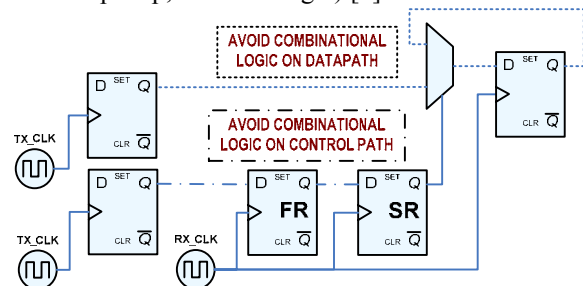 AVOID COMBINATIONAL
LOGIC ON DATAPATH
D SET Q
CLR Q
D SET Q
CLR Q
TX_CLK
AVOID COMBINATIONAL
LOGIC ON CONTROL PATH
D SET Q
CLR Q
D SET Q
FR
CLR Q
D SET Q
SR
CLR Q
TX_CLK
RX_CLK